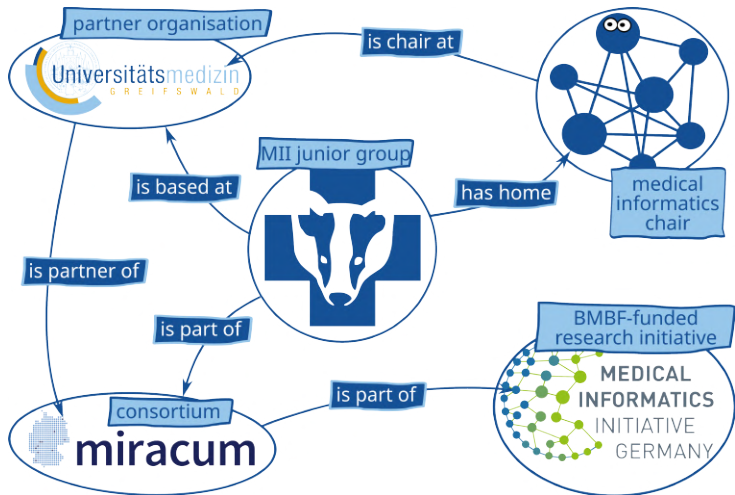 partner organisation
Universitätsmedizin
GREIFSWALD
is chair at
MII junior group
is based at
has home
medical
informatics
chair
is partner of
is part of
BMBF-funded
research initiative
consortium
miracum
is part of
MEDICAL
INFORMATICS
INITIATIVE
GERMANY